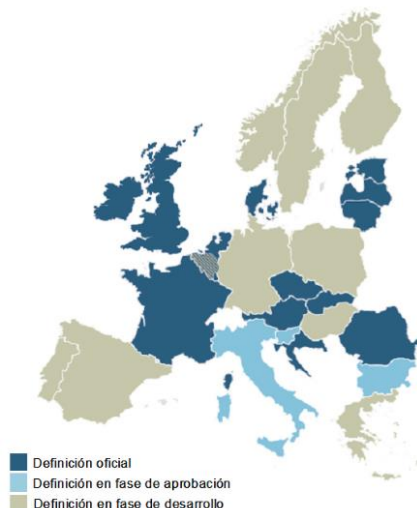 Definición oficial
Definición en fase de aprobación
Definición en fase de desarrollo